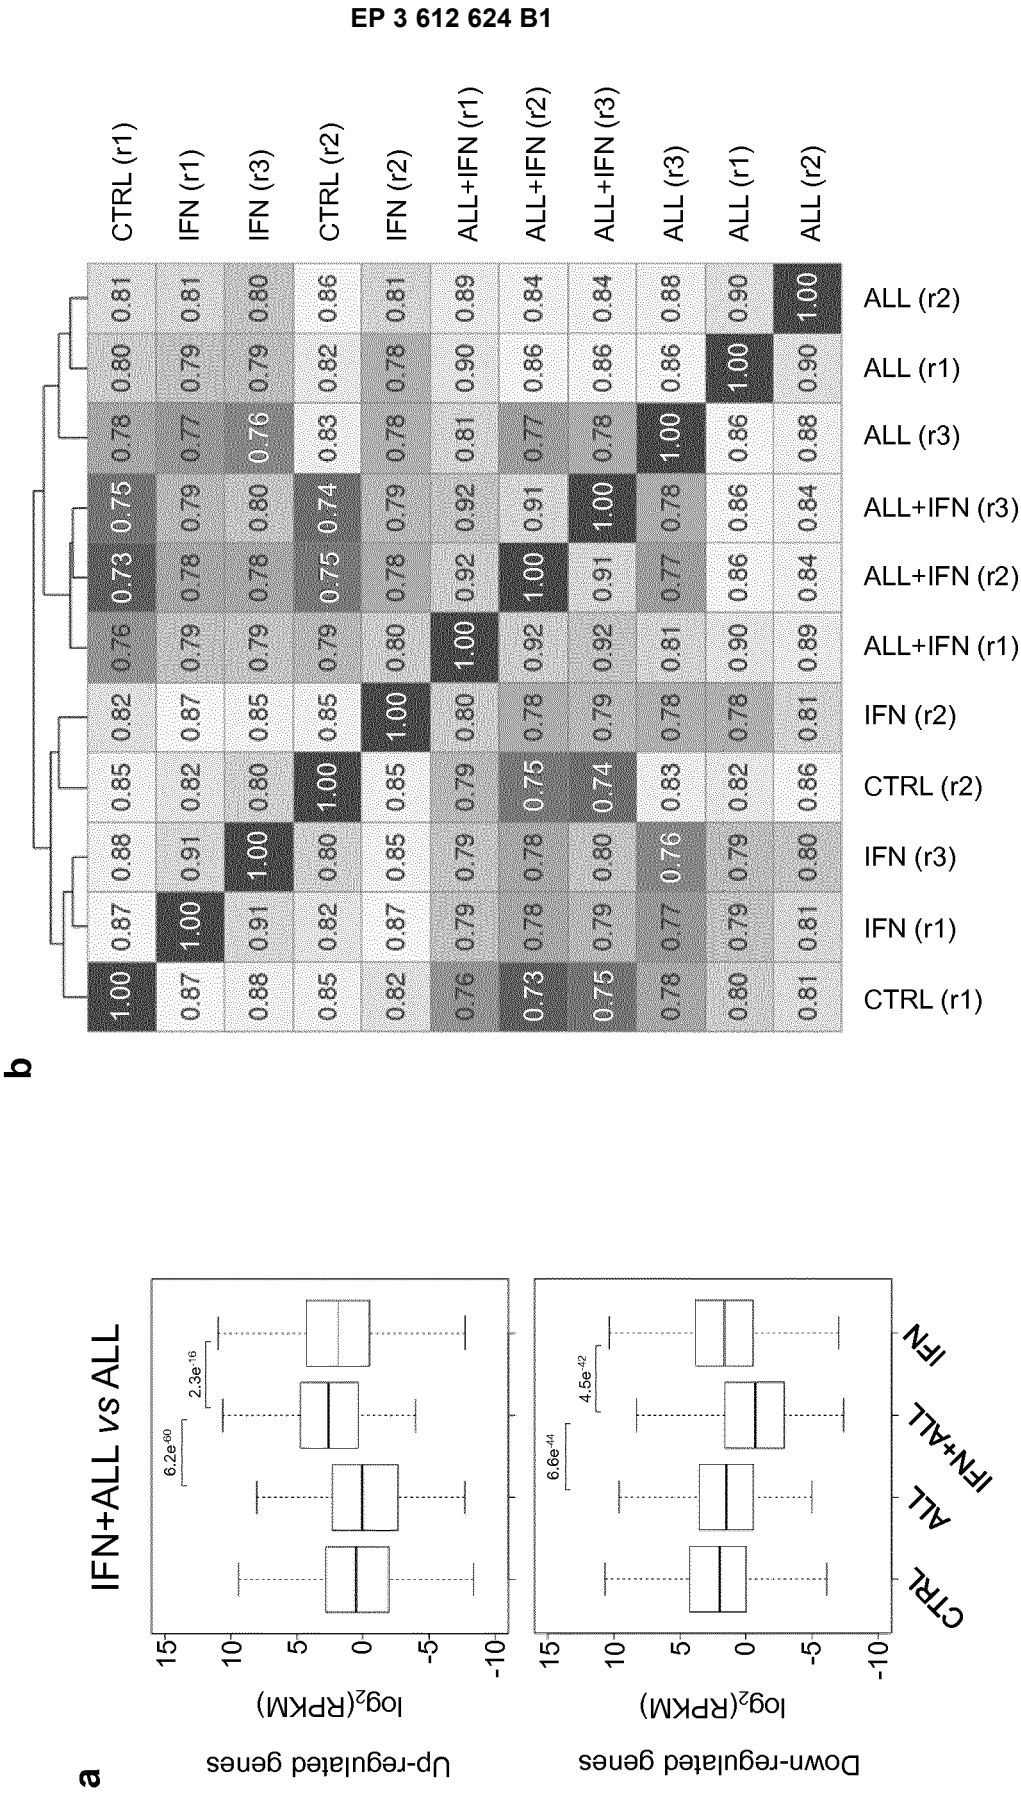 EP 3 612 624 B1
a
IFN+ALL vs ALL
Up-regulated genes
log2(RPKM)
15
10
5
0
-5
-10
6.2e-60
2.3e-16
Down-regulated genes
log2(RPKM)
15
10
5
0
-5
-10
6.6e-44
4.5e-42
CTRL
ALL
IFN+ALL
IFN
b
1.00 0.87 0.88 0.85 0.82 0.76 0.73 0.75 0.78 0.80 0.81 CTRL (r1)
0.87 1.00 0.91 0.82 0.87 0.79 0.78 0.79 0.77 0.79 0.81 IFN (r1)
0.88 0.91 1.00 0.80 0.85 0.79 0.78 0.80 0.76 0.79 0.80 IFN (r3)
0.85 0.82 0.80 1.00 0.85 0.79 0.75 0.74 0.83 0.82 0.86 CTRL (r2)
0.82 0.87 0.85 0.85 1.00 0.80 0.78 0.79 0.78 0.78 0.81 IFN (r2)
0.76 0.79 0.79 0.79 0.80 1.00 0.92 0.92 0.81 0.90 0.89 ALL+IFN (r1)
0.73 0.78 0.78 0.75 0.78 0.92 1.00 0.91 0.77 0.86 0.84 ALL+IFN (r2)
0.75 0.79 0.80 0.74 0.79 0.92 0.91 1.00 0.78 0.86 0.84 ALL+IFN (r3)
0.78 0.77 0.76 0.83 0.78 0.81 0.77 0.78 1.00 0.86 0.88 ALL (r3)
0.80 0.79 0.79 0.82 0.78 0.90 0.86 0.86 0.86 1.00 0.90 ALL (r1)
0.81 0.81 0.80 0.86 0.81 0.89 0.84 0.84 0.88 0.90 1.00 ALL (r2)
CTRL (r1)
IFN (r1)
IFN (r3)
CTRL (r2)
IFN (r2)
ALL+IFN (r1)
ALL+IFN (r2)
ALL+IFN (r3)
ALL (r3)
ALL (r1)
ALL (r2)